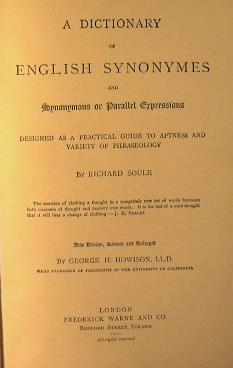 A DICTIONARY
OF
ENGLISH SYNONYMES
AND
Synonymous or Parallel Expressions
DESIGNED AS A PRACTICAL GUIDE TO APTNESS AND
VARIETY OF PHRASEOLOGY
BY RICHARD SOULE
The exertion of clothing a thought in a completely new set of words increases
both clearness of thought and mastery over words. It is the test of a solid thought
that it will bear a change of clothing.—J. R. SEELEY
New Edition, Revised and Enlarged
BY GEORGE H. HOWISON, LL.D.
MILLS PROFESSOR OF PHILOSOPHY IN THE UNIVERSITY OF CALIFORNIA
LONDON
FREDERICK WARNE AND CO.
BEDFORD STREET, STRAND
All rights reserved